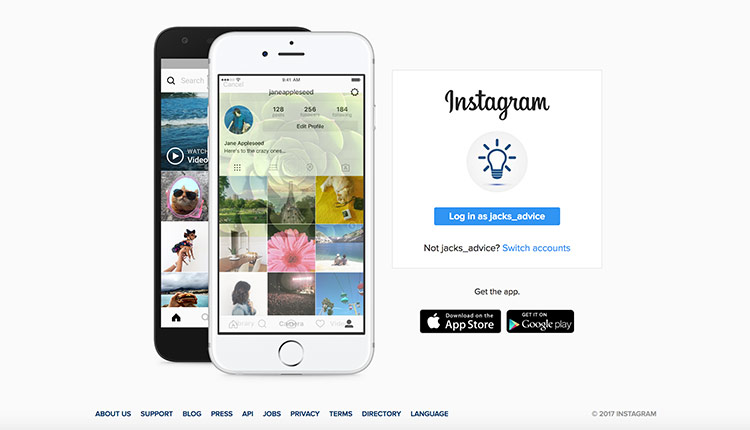 Search
WATCH
Video
9:41 AM
Cancel
janeappleseed
128
256
184
posts
followers
following
Edit Profile
Jane Appleseed
Here's to the crazy ones...
Library
Camera
Instagram
Log in as jacks_advice
Not jacks_advice? Switch accounts
Get the app.
Download on the
App Store
GET IT ON
Google play
ABOUT US SUPPORT BLOG PRESS API JOBS PRIVACY TERMS DIRECTORY LANGUAGE
© 2017 INSTAGRAM